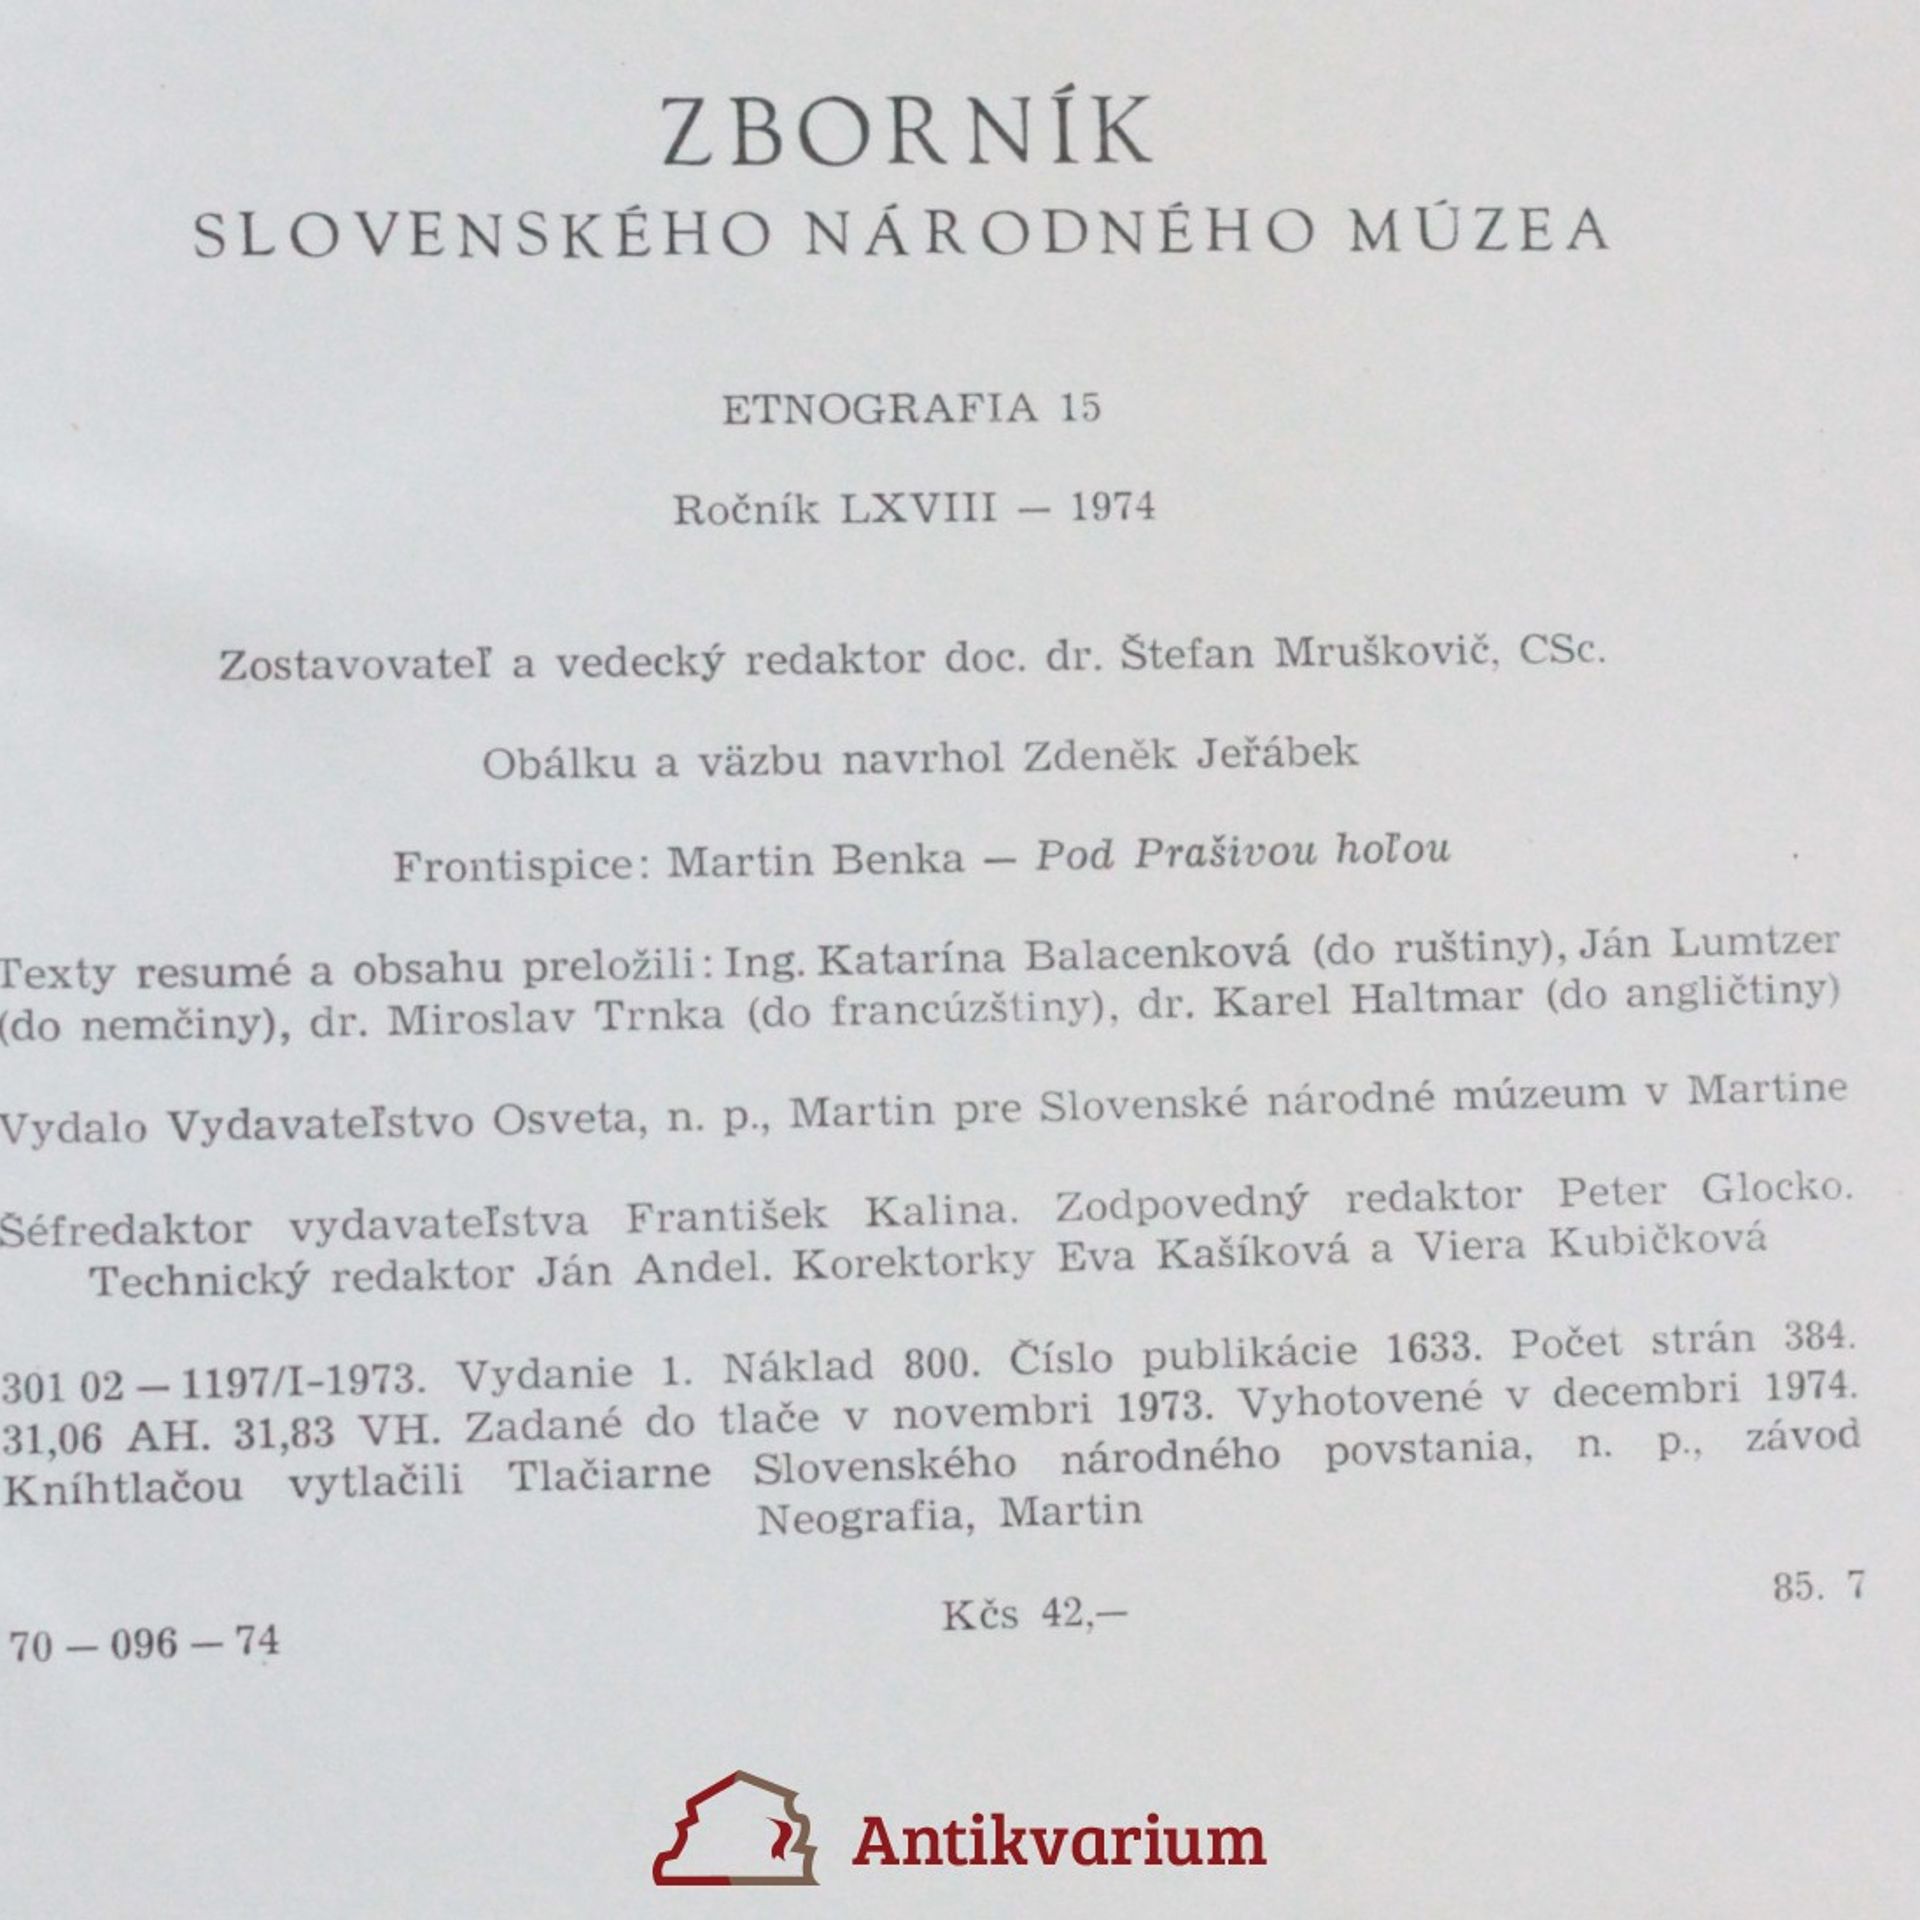 ZBORNÍK
SLOVENSKÉHO NÁRODNÉHO MÚZEA
ETNOGRAFIA 15
Ročník LXVIII — 1974
Zostavovateľ a vedecký redaktor doc. dr. Štefan Mruškovič, CSc.
Obálku a väzbu navrhol Zdeněk Jeřábek
Frontispice: Martin Benka — Pod Prašivou hoľou
Texty resumé a obsahu preložili: Ing. Katarína Balacenková (do ruštiny), Ján Lumtzer
(do nemčiny), dr. Miroslav Trnka (do francúzštiny), dr. Karel Haltmar (do angličtiny)
Vydalo Vydavateľstvo Osveta, n. p., Martin pre Slovenské národné múzeum v Martine
Šéfredaktor vydavateľstva František Kalina. Zodpovedný redaktor Peter Glocko.
Technický redaktor Ján Andel. Korektorky Eva Kašíková a Viera Kubičková
301 02 — 1197/I-1973. Vydanie 1. Náklad 800. Číslo publikácie 1633. Počet strán 384.
31,06 AH. 31,83 VH. Zadané do tlače v novembri 1973. Vyhotovené v decembri 1974.
Kníhtlačou vytlačili Tlačiarne Slovenského národného povstania, n. p., závod
Neografia, Martin
85. 7
70 — 096 — 74 Kčs 42,—
Antikvarium